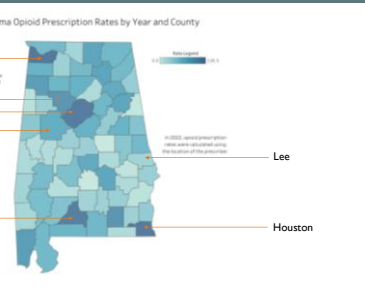 ma Opioid Prescription Rates by Year and County
Rate Legend
In 2022, opioid prescription
rates were calculated using
the location of the prescriber
Lee
Houston